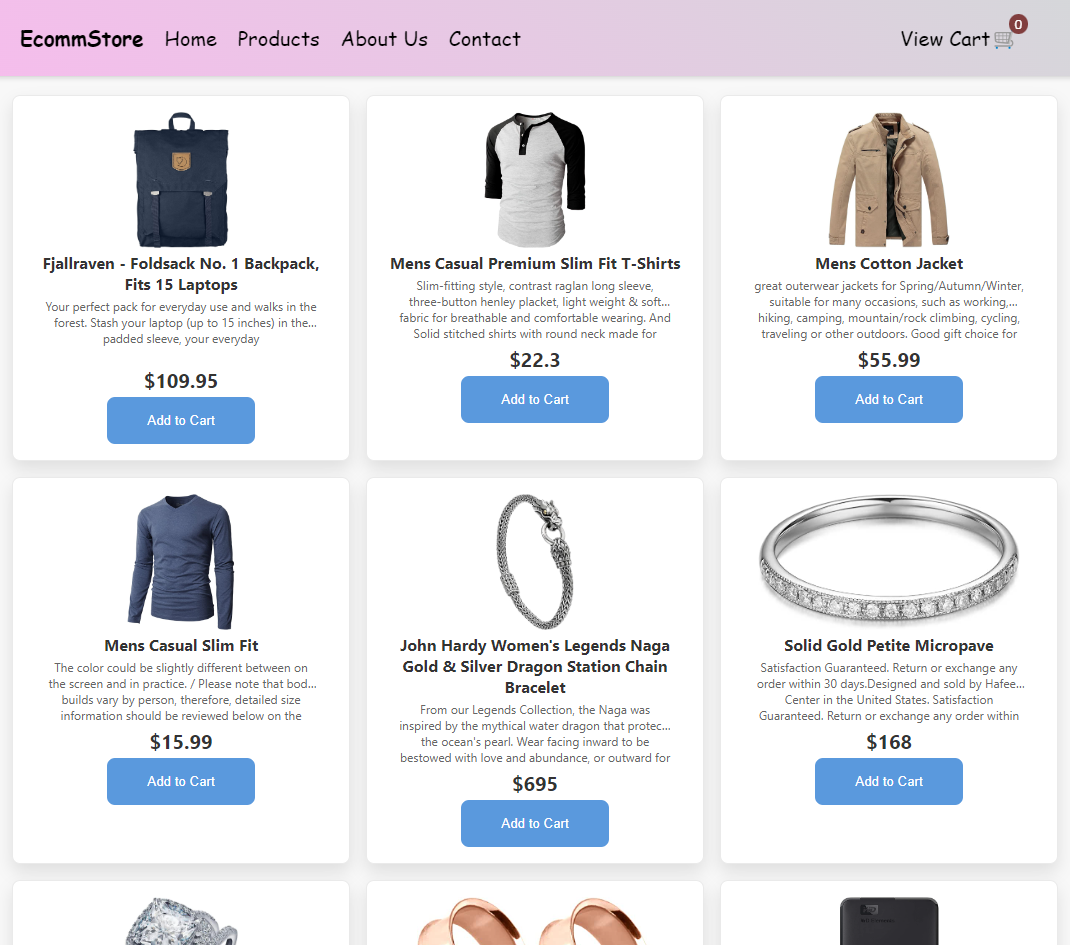 EcommStore Home Products About Us Contact View Cart 0
Fjallraven - Foldsack No. 1 Backpack,
Fits 15 Laptops
Your perfect pack for everyday use and walks in the
forest. Stash your laptop (up to 15 inches) in the...
padded sleeve, your everyday
$109.95
Add to Cart
Mens Casual Premium Slim Fit T-Shirts
Slim-fitting style, contrast raglan long sleeve,
three-button henley placket, light weight & soft...
fabric for breathable and comfortable wearing. And
Solid stitched shirts with round neck made for
$22.3
Add to Cart
Mens Cotton Jacket
great outerwear jackets for Spring/Autumn/Winter,
suitable for many occasions, such as working,...
hiking, camping, mountain/rock climbing, cycling,
traveling or other outdoors. Good gift choice for
$55.99
Add to Cart
Mens Casual Slim Fit
The color could be slightly different between on
the screen and in practice. / Please note that bod...
builds vary by person, therefore, detailed size
information should be reviewed below on the
$15.99
Add to Cart
John Hardy Women's Legends Naga
Gold & Silver Dragon Station Chain
Bracelet
From our Legends Collection, the Naga was
inspired by the mythical water dragon that protec...
the ocean's pearl. Wear facing inward to be
bestowed with love and abundance, or outward for
$695
Add to Cart
Solid Gold Petite Micropave
Satisfaction Guaranteed. Return or exchange any
order within 30 days.Designed and sold by Hafee...
Center in the United States. Satisfaction
Guaranteed. Return or exchange any order within
$168
Add to Cart